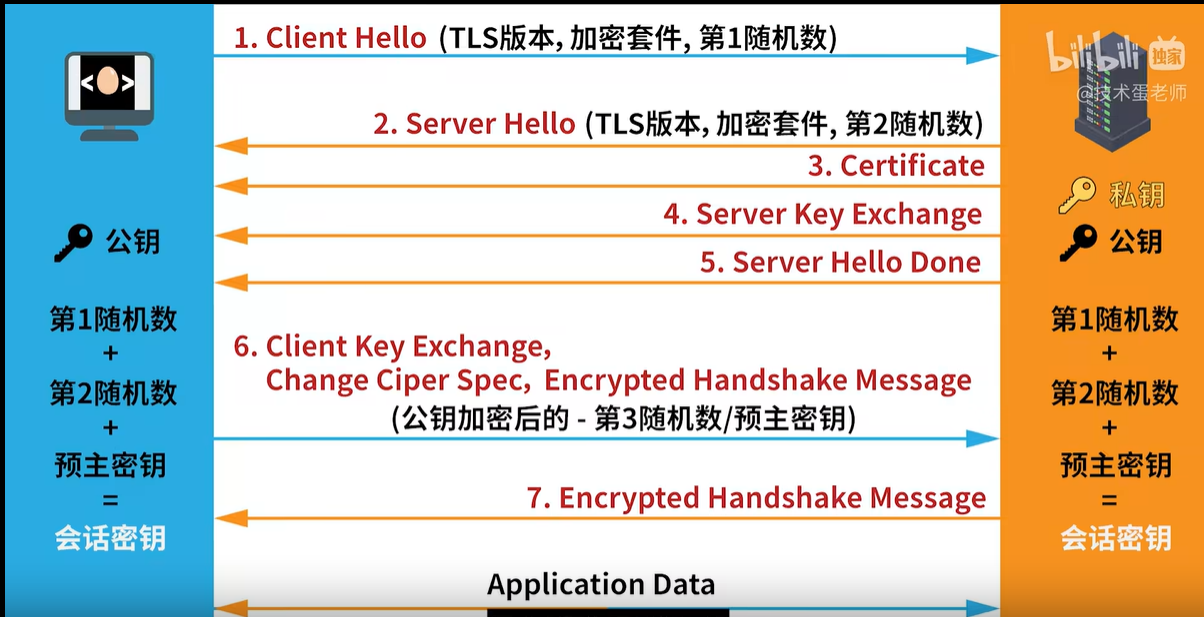 1. Client Hello (TLS版本, 加密套件, 第1随机数)
bilibili 独家
@技术蛋老师
2. Server Hello (TLS版本, 加密套件, 第2随机数)
3. Certificate
4. Server Key Exchange
5. Server Hello Done
私钥
公钥
公钥
第1随机数
+
第2随机数
+
预主密钥
=
会话密钥
6. Client Key Exchange,
Change Ciper Spec, Encrypted Handshake Message
(公钥加密后的 - 第3随机数/预主密钥)
7. Encrypted Handshake Message
Application Data
第1随机数
+
第2随机数
+
预主密钥
=
会话密钥